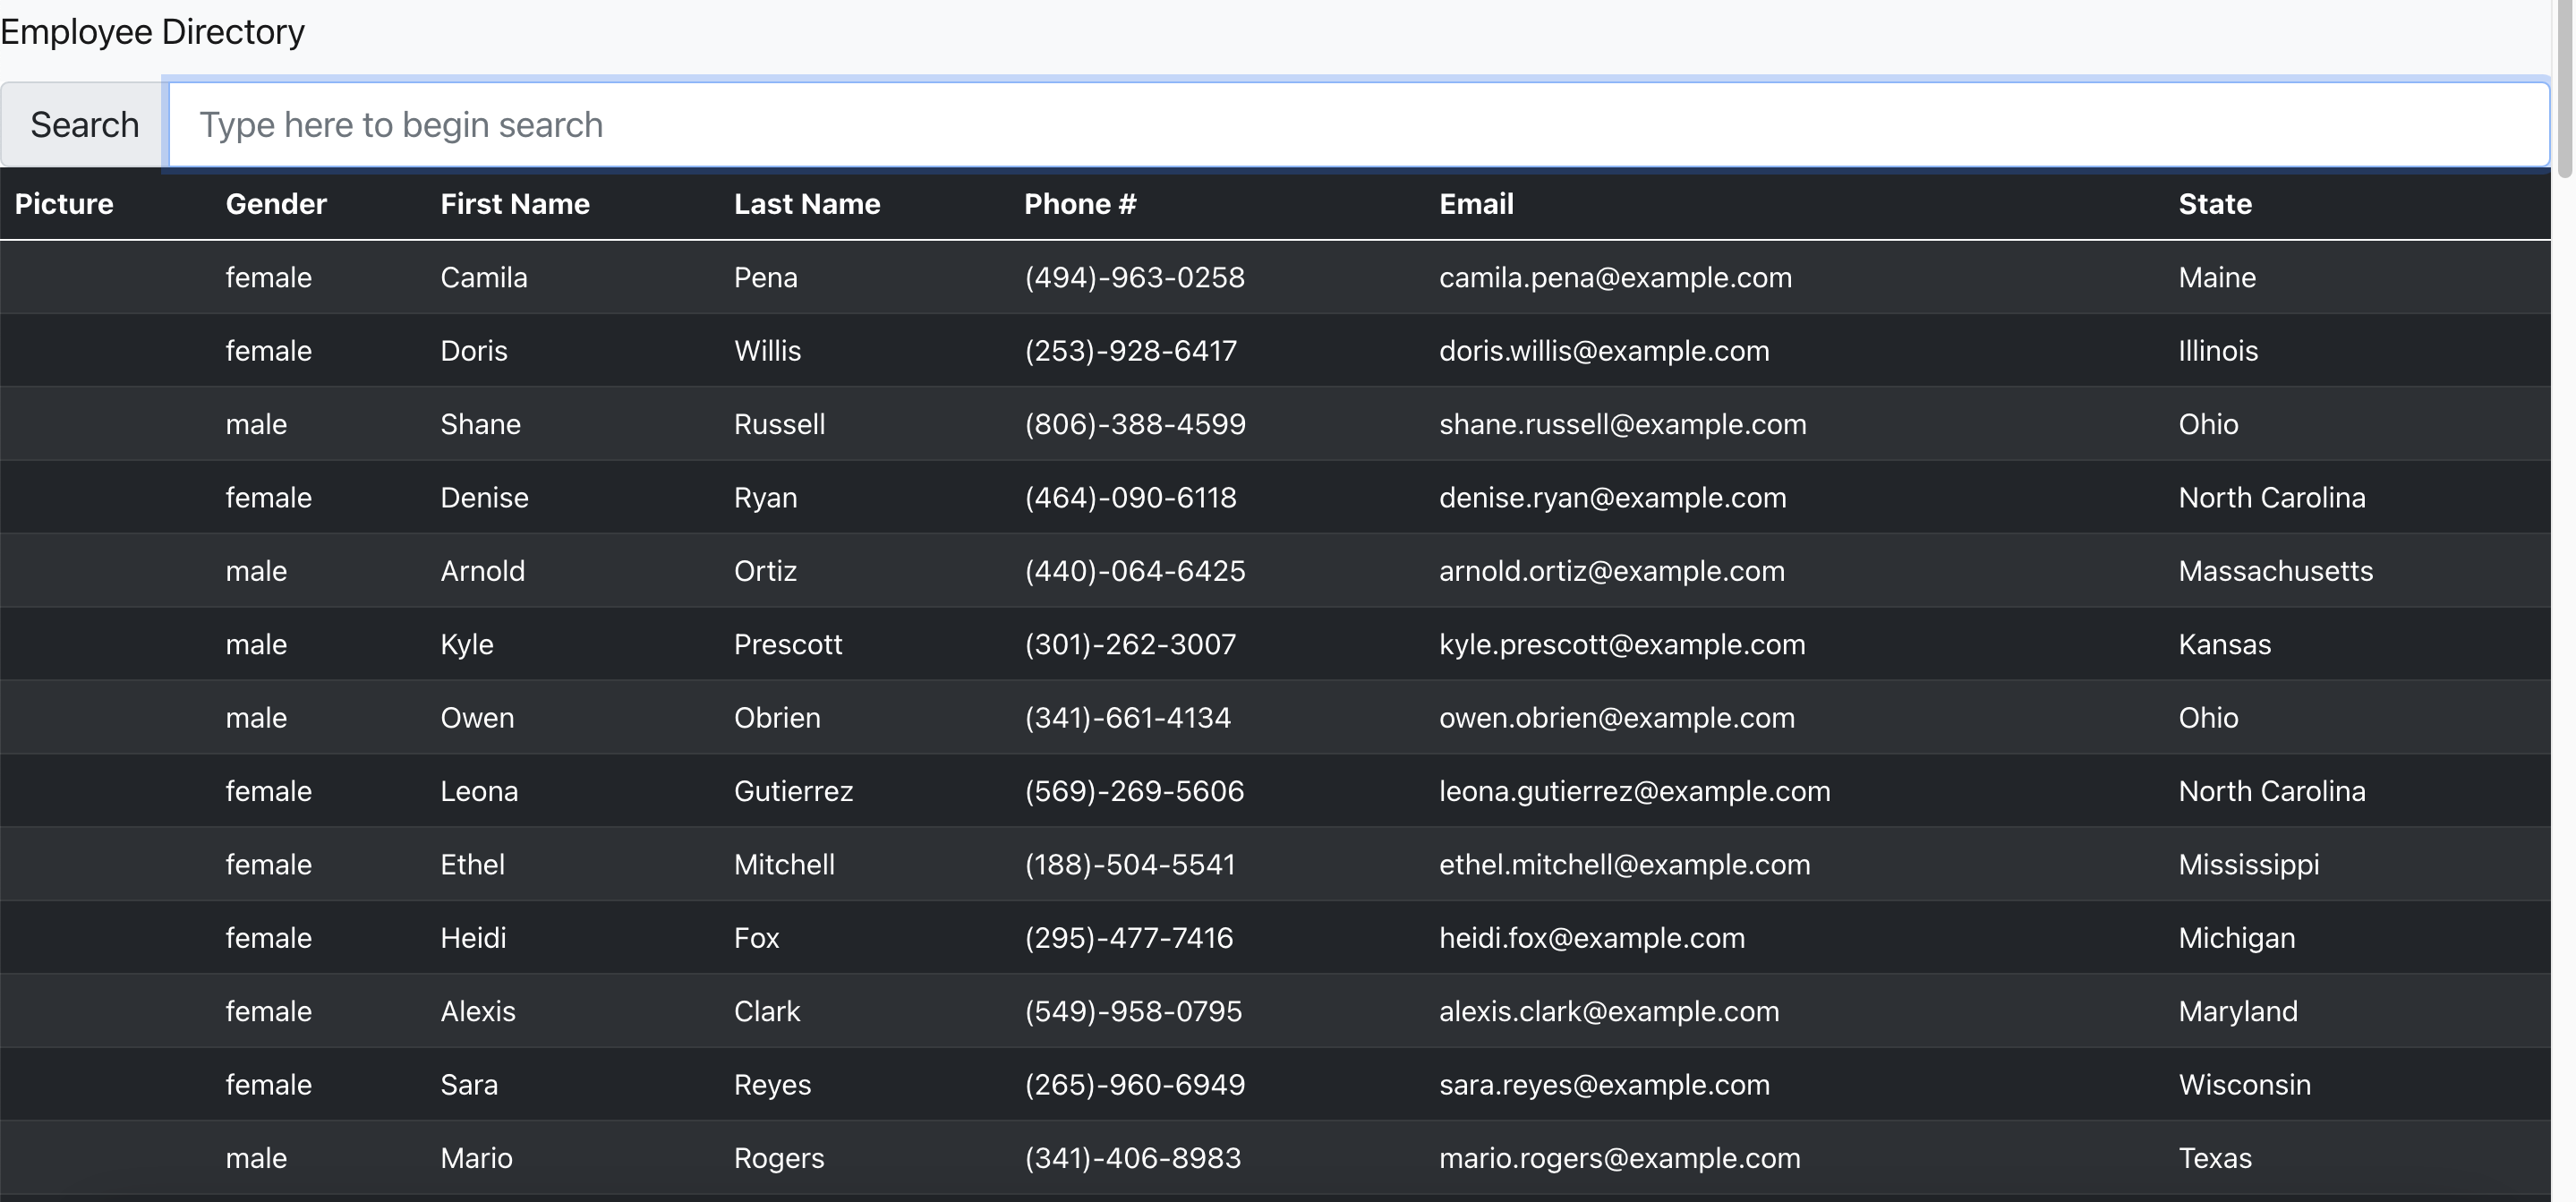 Employee Directory
Search Type here to begin search
Picture Gender First Name Last Name Phone # Email State
female Camila Pena (494)-963-0258 camila.pena@example.com Maine
female Doris Willis (253)-928-6417 doris.willis@example.com Illinois
male Shane Russell (806)-388-4599 shane.russell@example.com Ohio
female Denise Ryan (464)-090-6118 denise.ryan@example.com North Carolina
male Arnold Ortiz (440)-064-6425 arnold.ortiz@example.com Massachusetts
male Kyle Prescott (301)-262-3007 kyle.prescott@example.com Kansas
male Owen Obrien (341)-661-4134 owen.obrien@example.com Ohio
female Leona Gutierrez (569)-269-5606 leona.gutierrez@example.com North Carolina
female Ethel Mitchell (188)-504-5541 ethel.mitchell@example.com Mississippi
female Heidi Fox (295)-477-7416 heidi.fox@example.com Michigan
female Alexis Clark (549)-958-0795 alexis.clark@example.com Maryland
female Sara Reyes (265)-960-6949 sara.reyes@example.com Wisconsin
male Mario Rogers (341)-406-8983 mario.rogers@example.com Texas